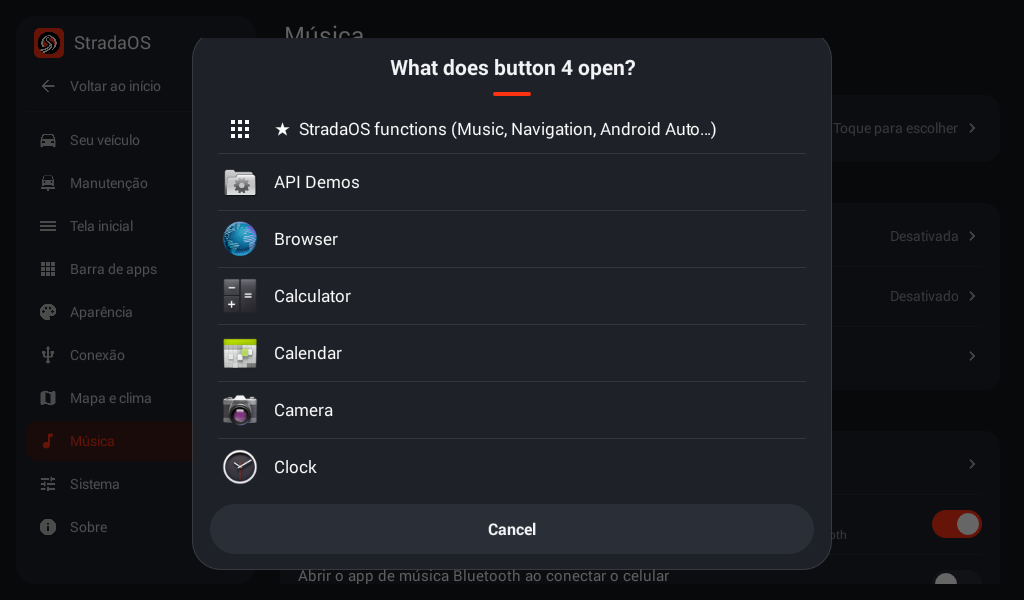 StradaOS
Música
Voltar ao início
Seu veículo
Manutenção
Tela inicial
Barra de apps
Aparência
Conexão
Mapa e clima
Música
Sistema
Sobre
What does button 4 open?
★ StradaOS functions (Music, Navigation, Android Auto...)
API Demos
Browser
Calculator
Calendar
Camera
Clock
Cancel
Toque para escolher
Desativada
Desativado
Abrir o app de música Bluetooth ao conectar o celular